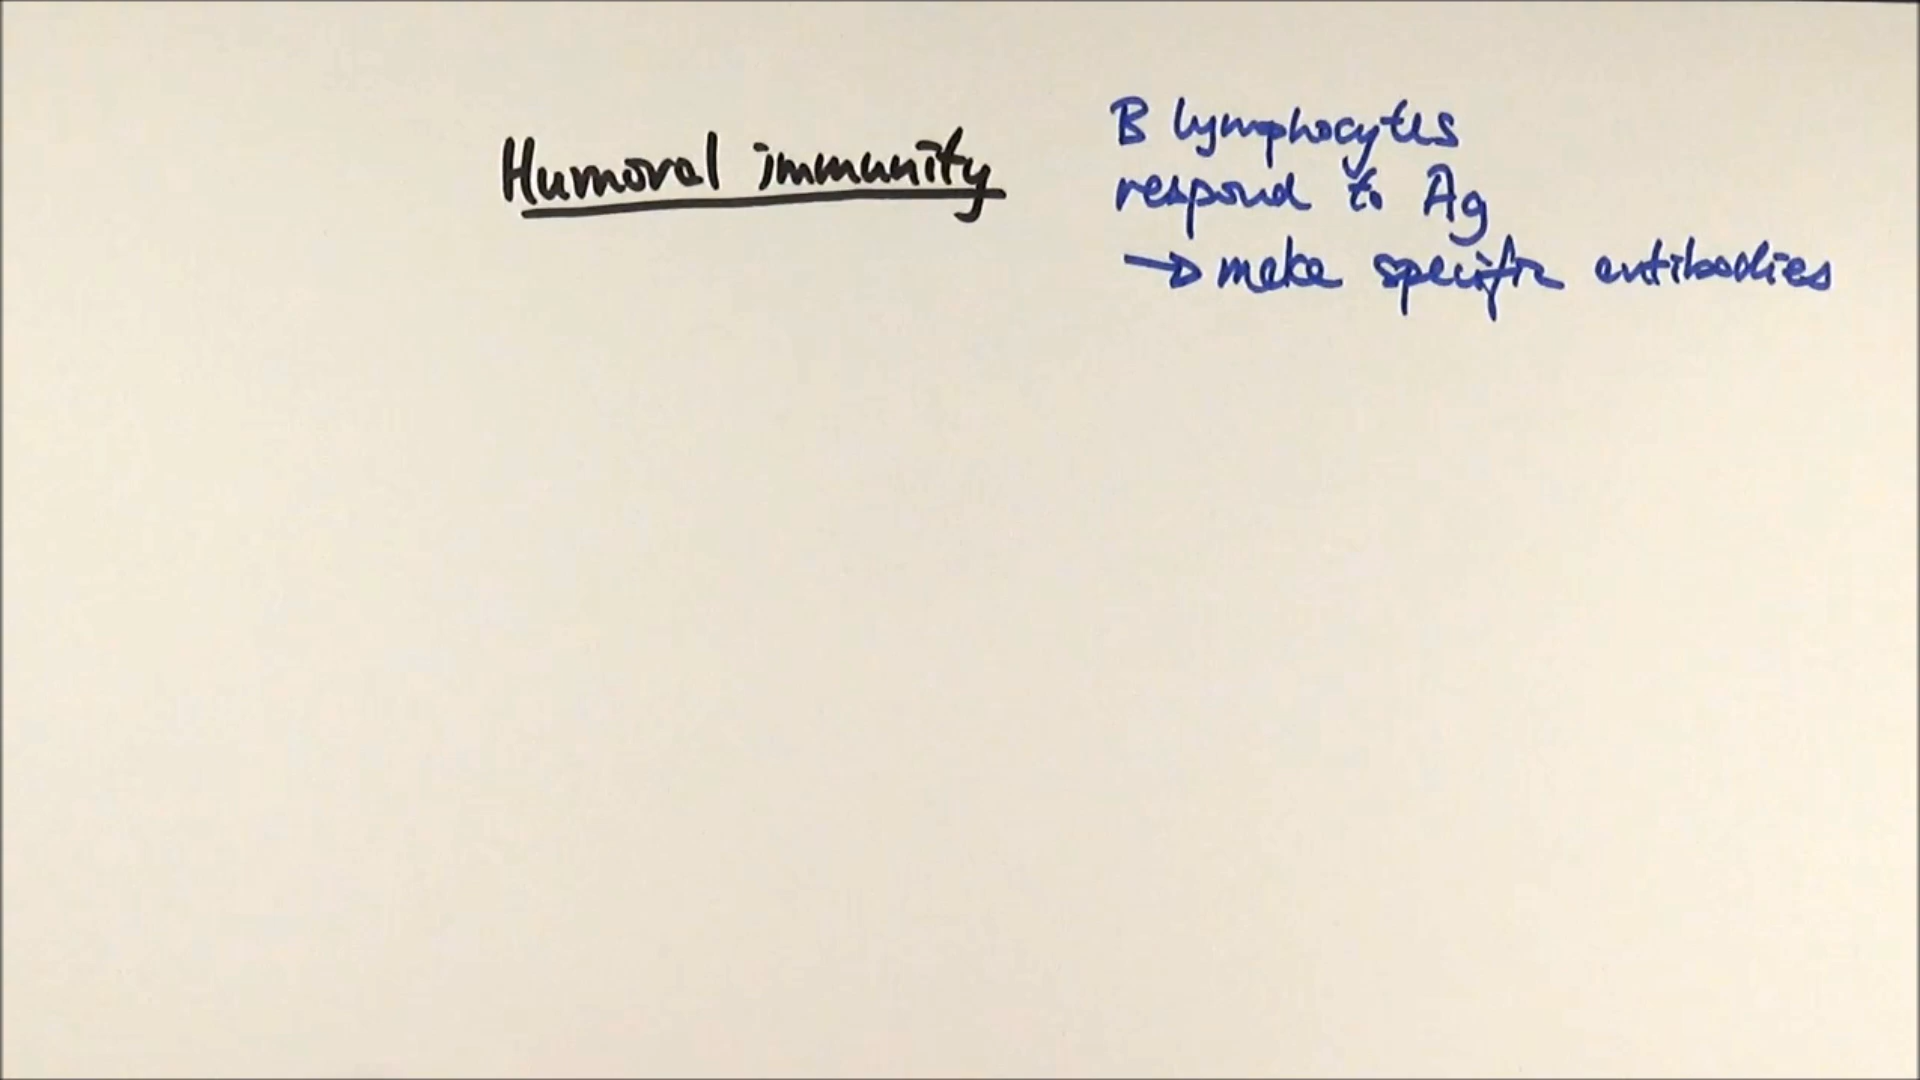 Humoral immunity
B lymphocytes
respond to Ag
→ make specific antibodies